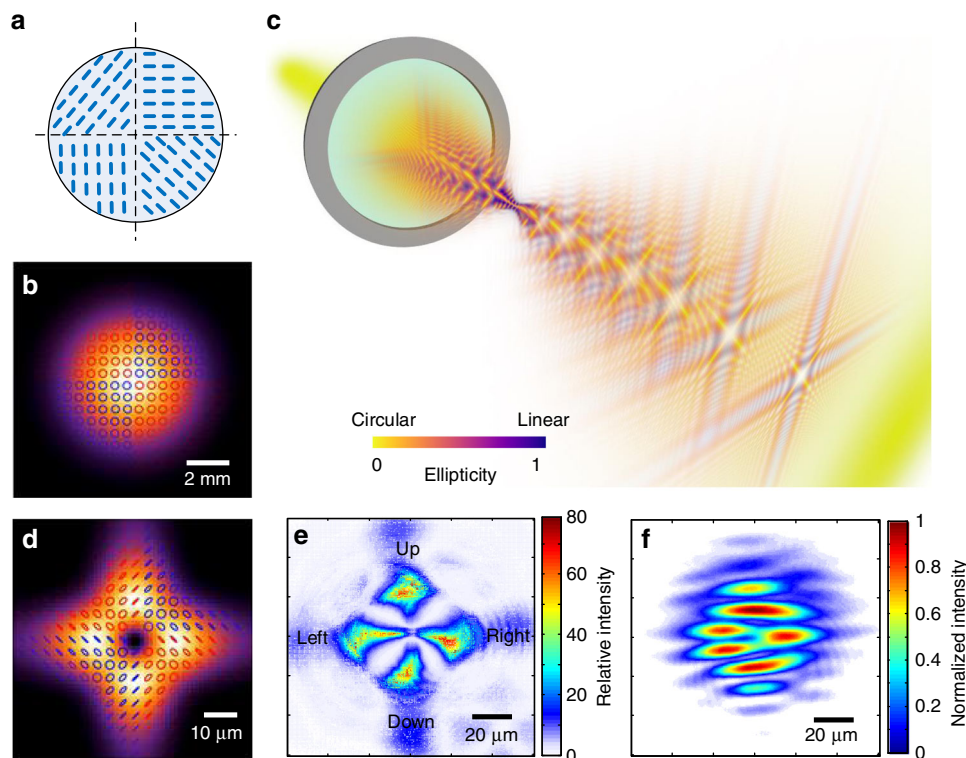 a
c
b
2 mm
Circular
Linear
0
1
Ellipticity
d
10 μm
e
Up
Left
Right
Down
20 μm
80
60
40
20
0
Relative intensity
f
20 μm
1
0.8
0.6
0.4
0.2
0
Normalized intensity